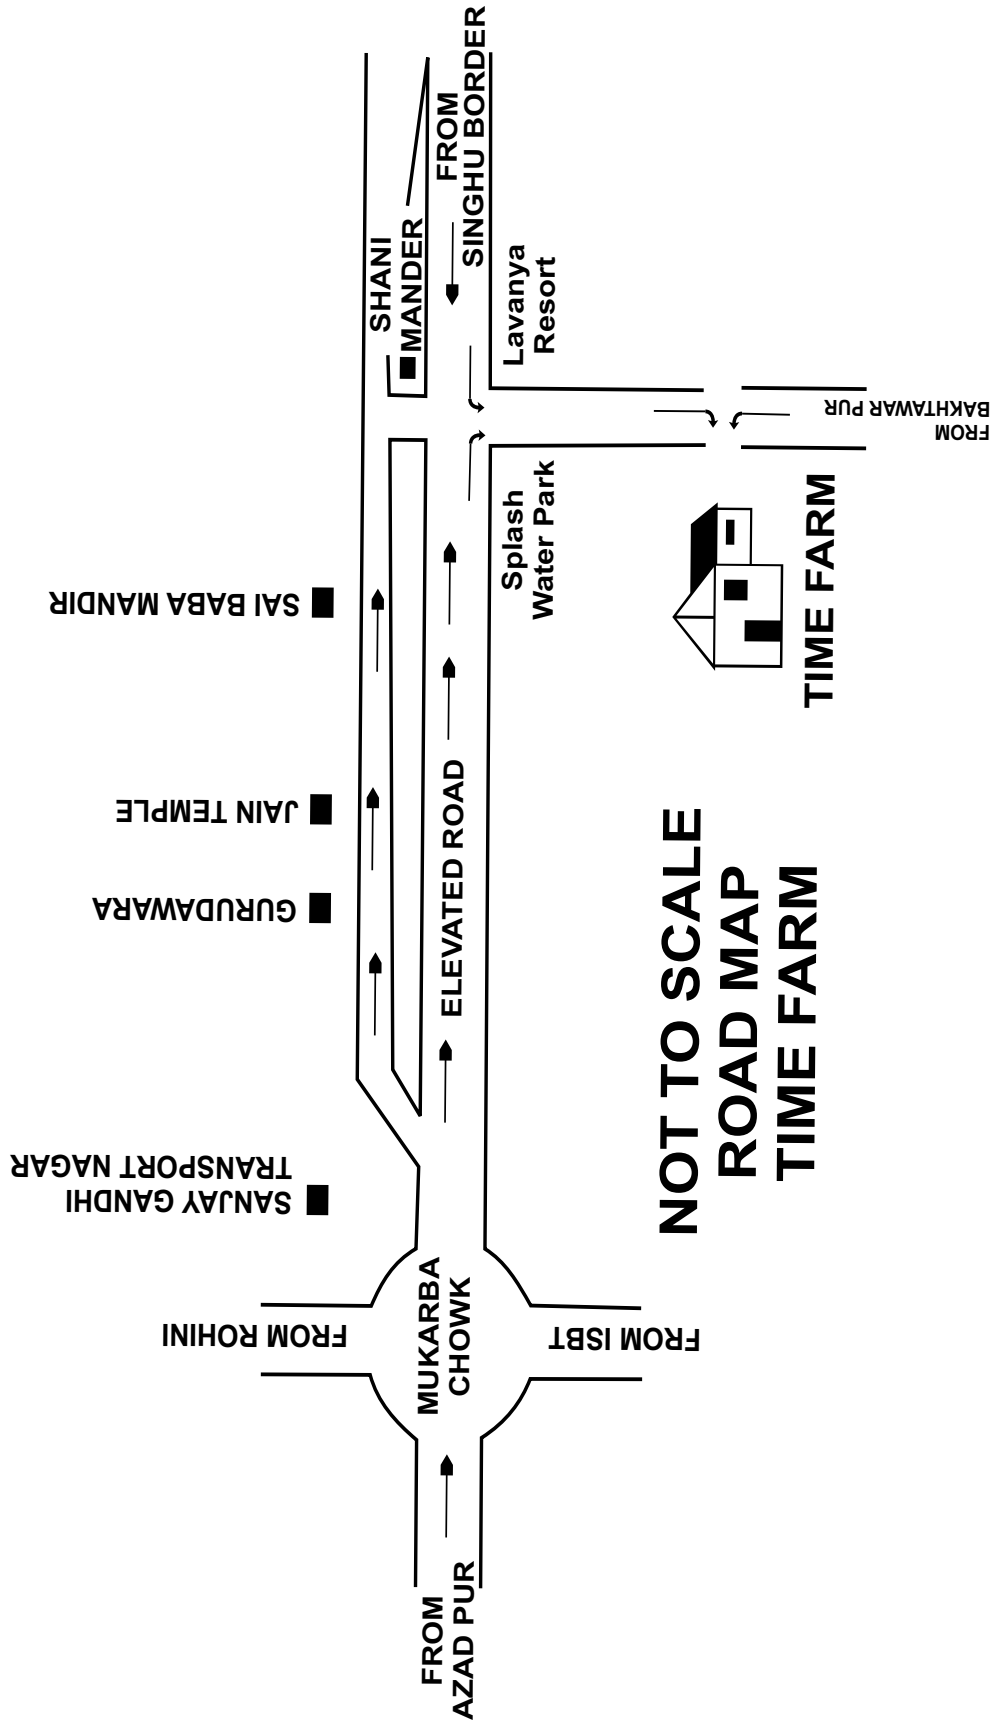 FROM
AZAD PUR
MUKARBA
CHOWK
FROM ROHINI
FROM ISBT
SANJAY GANDHI
TRANSPORT NAGAR
GURUDAWARA
JAIN TEMPLE
SAI BABA MANDIR
ELEVATED ROAD
SHANI
MANDER
FROM
SINGHU BORDER
Splash
Water Park
Lavanya
Resort
FROM
BAKHTAWAR PUR
TIME FARM
NOT TO SCALE
ROAD MAP
TIME FARM